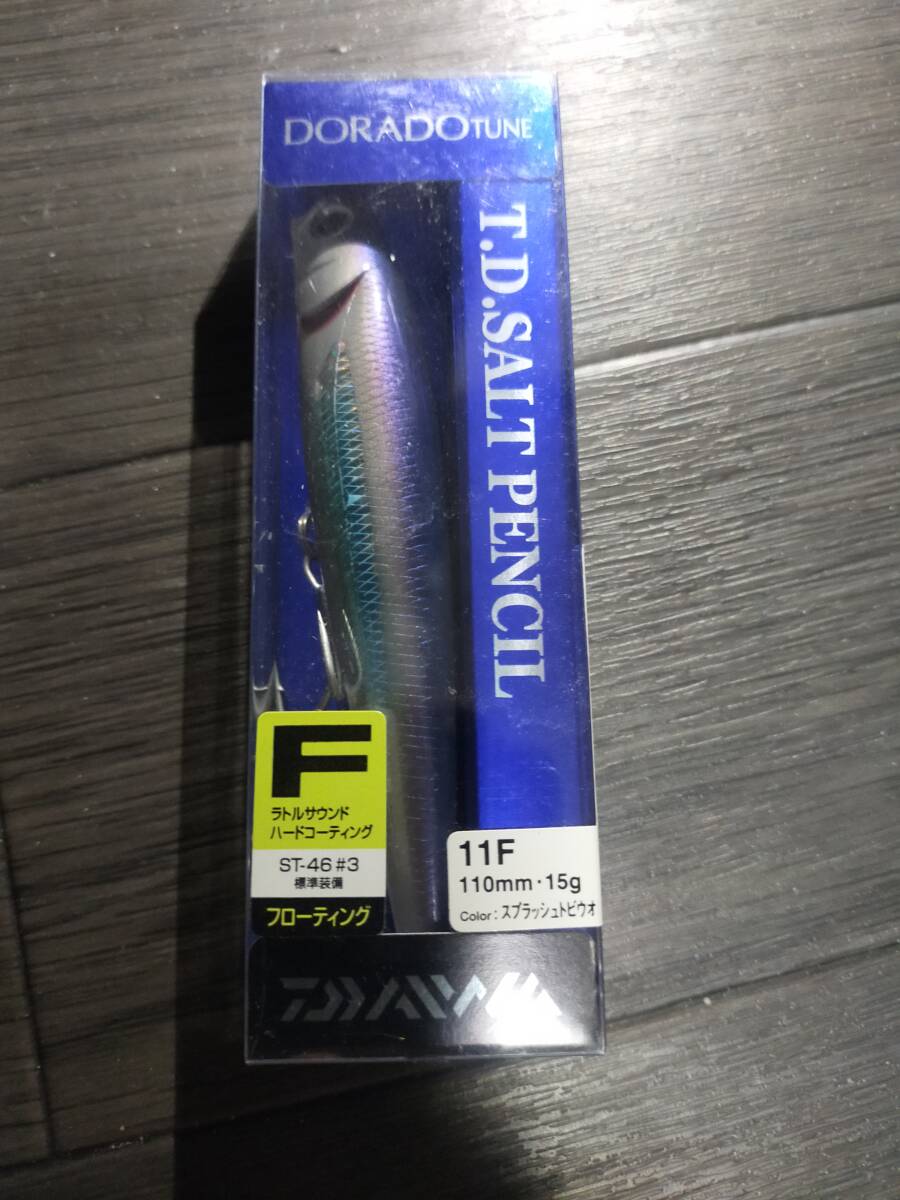 DORADO TUNE
T.D.SALT PENCIL
F
ラトルサウンド
ハードコーティング
ST-46 #3
標準装備
フローティング
11F
110mm・15g
Color：スプラッシュトビウオ
DAIWA